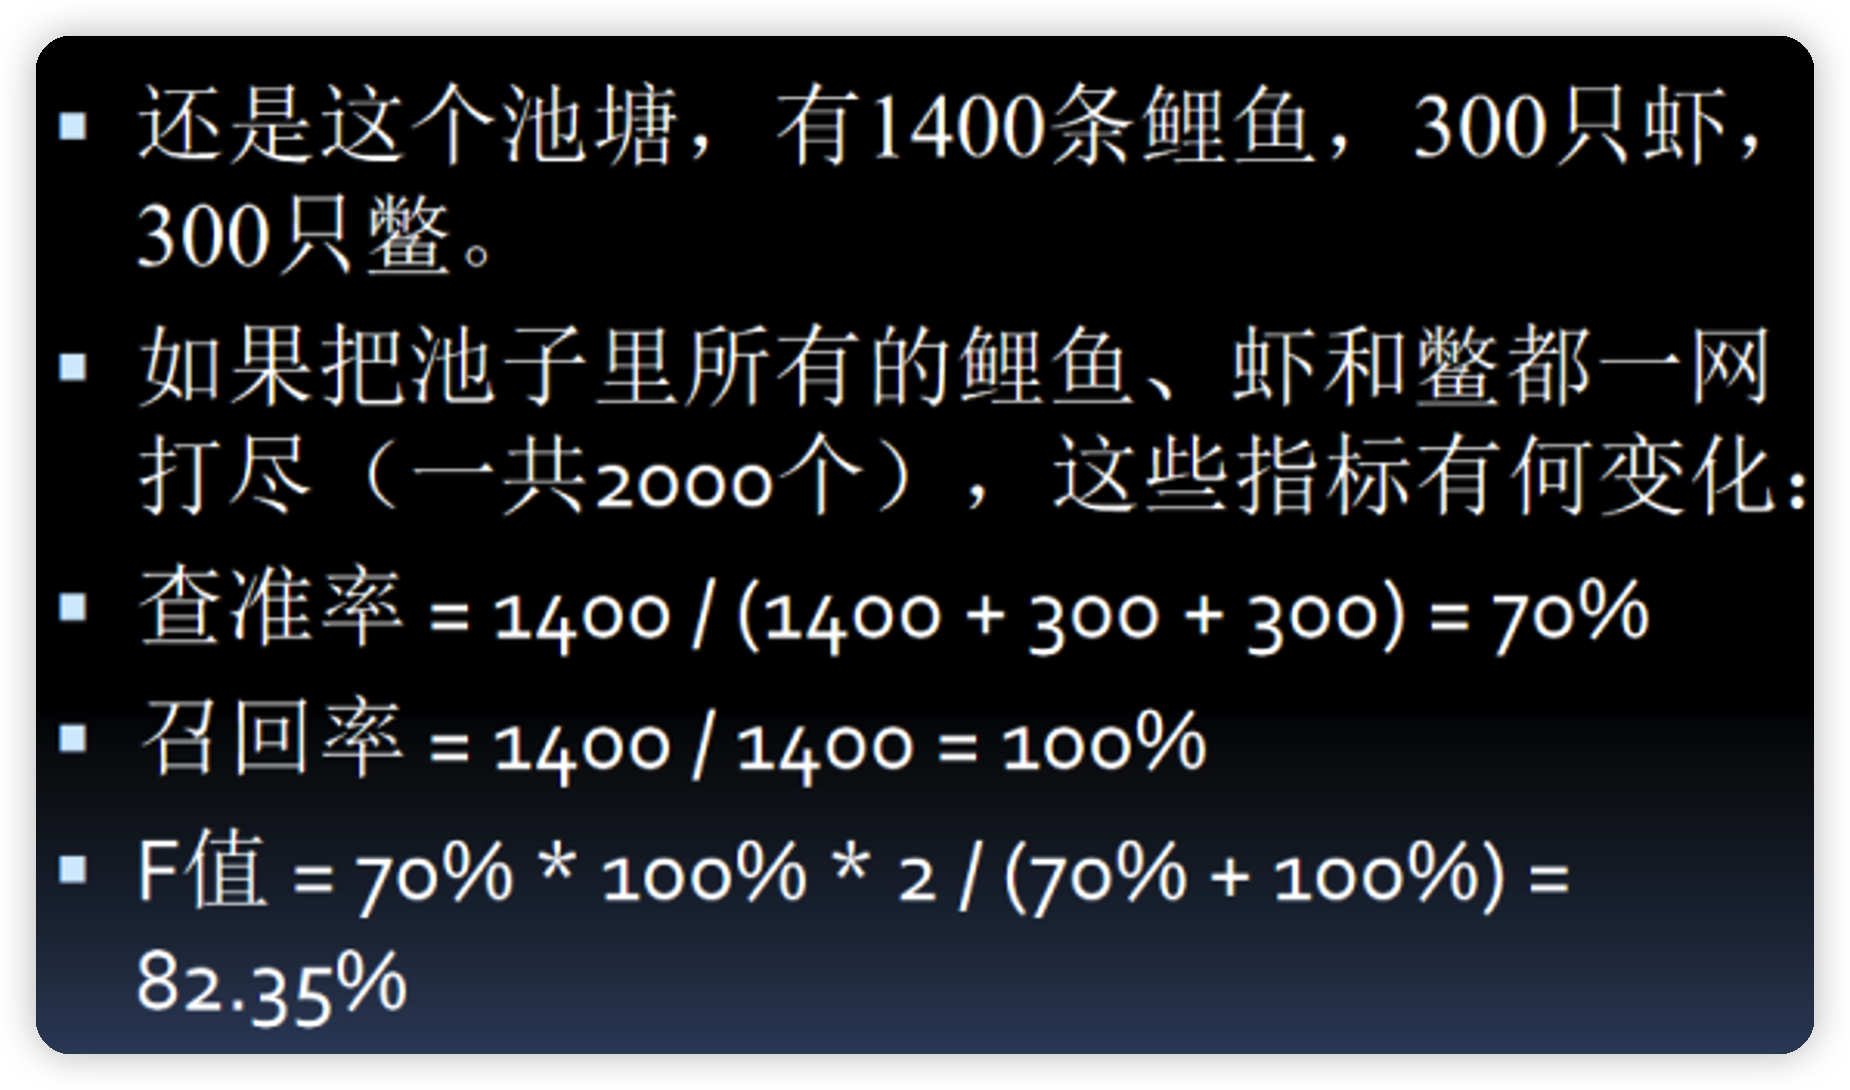 ▪ 还是这个池塘，有1400条鲤鱼，300只虾，
300只鳖。
▪ 如果把池子里所有的鲤鱼、虾和鳖都一网
打尽（一共2000个），这些指标有何变化：
▪ 查准率 = 1400 / (1400 + 300 + 300) = 70%
▪ 召回率 = 1400 / 1400 = 100%
▪ F值 = 70% * 100% * 2 / (70% + 100%) =
82.35%